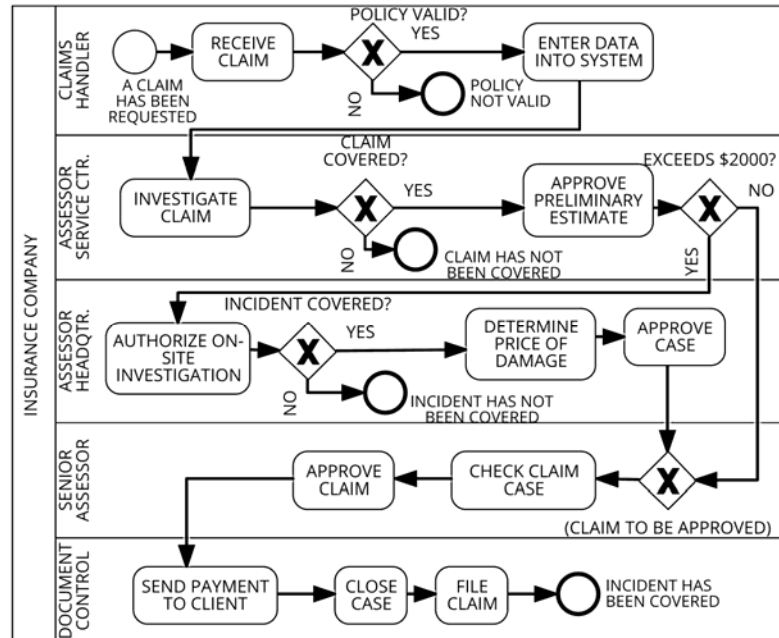 INSURANCE COMPANY
CLAIMS
HANDLER
A CLAIM
HAS BEEN
REQUESTED
RECEIVE
CLAIM
POLICY VALID?
X
YES
NO
POLICY
NOT VALID
ENTER DATA
INTO SYSTEM
ASSESSOR
SERVICE CTR.
INVESTIGATE
CLAIM
CLAIM
COVERED?
X
YES
NO
CLAIM HAS NOT
BEEN COVERED
APPROVE
PRELIMINARY
ESTIMATE
EXCEEDS $2000?
X
NO
YES
ASSESSOR
HEADQTR.
AUTHORIZE ON-
SITE
INVESTIGATION
INCIDENT COVERED?
X
YES
NO
INCIDENT HAS NOT
BEEN COVERED
DETERMINE
PRICE OF
DAMAGE
APPROVE
CASE
SENIOR
ASSESSOR
X
(CLAIM TO BE APPROVED)
CHECK CLAIM
CASE
APPROVE
CLAIM
DOCUMENT
CONTROL
SEND PAYMENT
TO CLIENT
CLOSE
CASE
FILE
CLAIM
INCIDENT HAS
BEEN COVERED